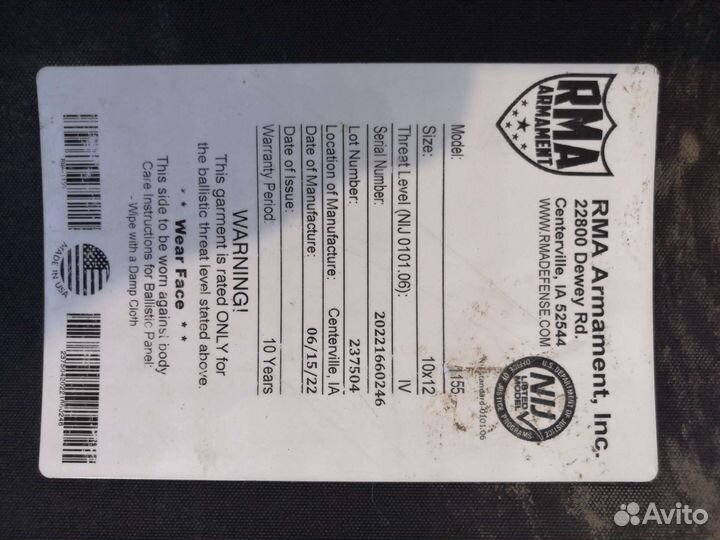 RMA
ARMAMENT
RMA Armament, Inc.
22800 Dewey Rd.
Centerville, IA 52544
WWW.RMADEFENSE.COM
U.S. DEPARTMENT OF JUSTICE
OFFICE OF JUSTICE PROGRAMS
NIJ
LISTED
MODEL
Standard-0101.06
Model: 1155
Size: 10x12
Threat Level (NIJ 0101.06): IV
Serial Number: 20221660246
Lot Number: 237504
Location of Manufacture: Centerville, IA
Date of Manufacture: 06/15/22
Date of Issue:
Warranty Period: 10 Years
WARNING!
This garment is rated ONLY for
the ballistic threat level stated above.
* * Wear Face * *
This side to be worn against body
Care Instructions for Ballistic Panel:
- Wipe with a Damp Cloth
MADE IN USA
Avito